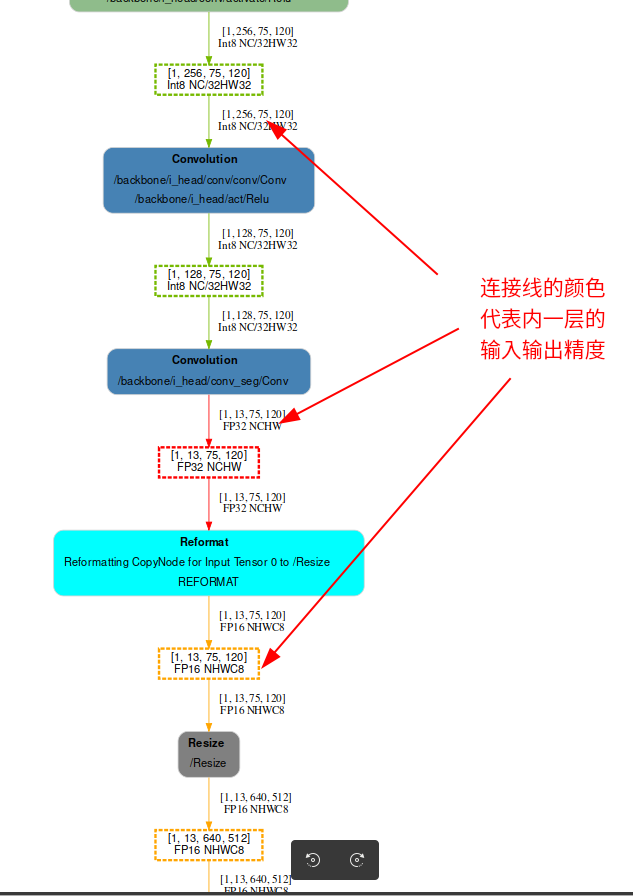 [1, 256, 75, 120]
Int8 NC/32HW32
[1, 256, 75, 120]
Int8 NC/32HW32
[1, 256, 75, 120]
Int8 NC/32HW32
Convolution
/backbone/i_head/conv/conv/Conv
/backbone/i_head/act/Relu
[1, 128, 75, 120]
Int8 NC/32HW32
[1, 128, 75, 120]
Int8 NC/32HW32
[1, 128, 75, 120]
Int8 NC/32HW32
Convolution
/backbone/i_head/conv_seg/Conv
[1, 13, 75, 120]
FP32 NCHW
[1, 13, 75, 120]
FP32 NCHW
[1, 13, 75, 120]
FP32 NCHW
Reformat
Reformatting CopyNode for Input Tensor 0 to /Resize
REFORMAT
[1, 13, 75, 120]
FP16 NHWC8
[1, 13, 75, 120]
FP16 NHWC8
[1, 13, 75, 120]
FP16 NHWC8
Resize
/Resize
[1, 13, 640, 512]
FP16 NHWC8
[1, 13, 640, 512]
FP16 NHWC8
[1, 13, 640, 512]
FP16 NHWC8
连接线的颜色
代表内一层的
输入输出精度